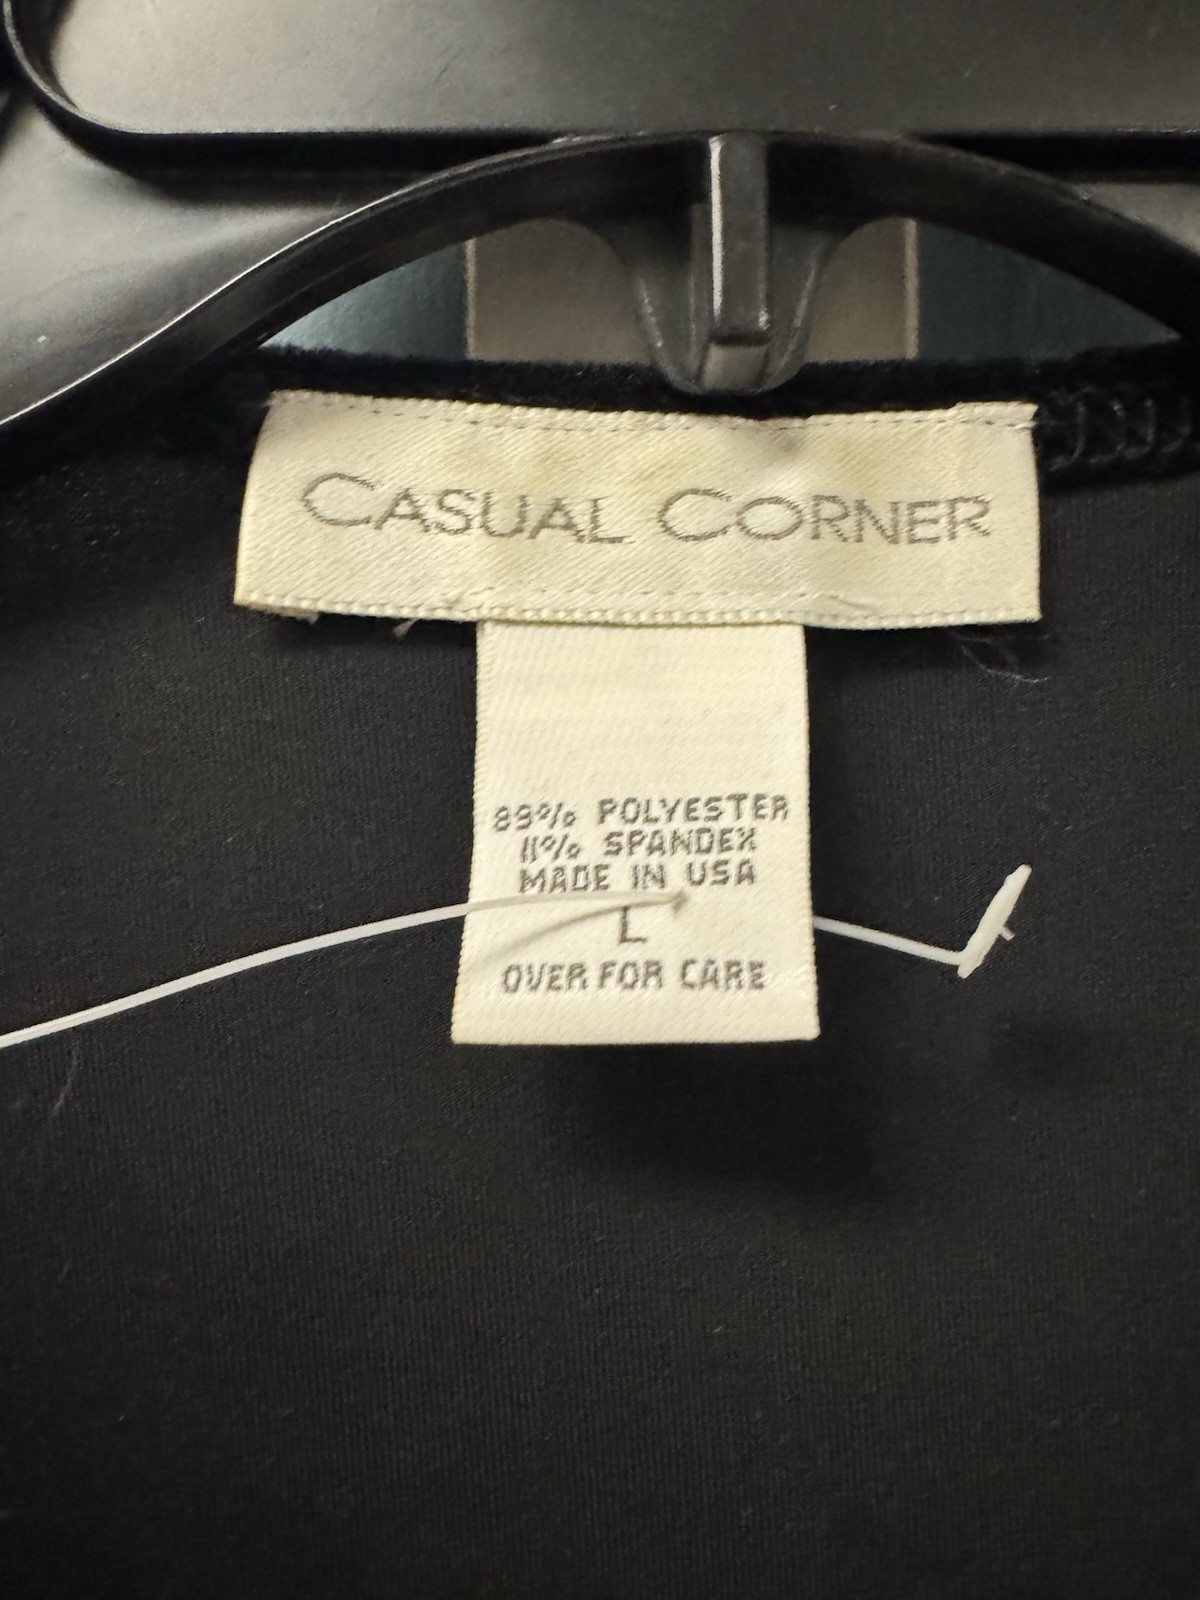 CASUAL CORNER
89% POLYESTER
11% SPANDEX
MADE IN USA
L
OVER FOR CARE